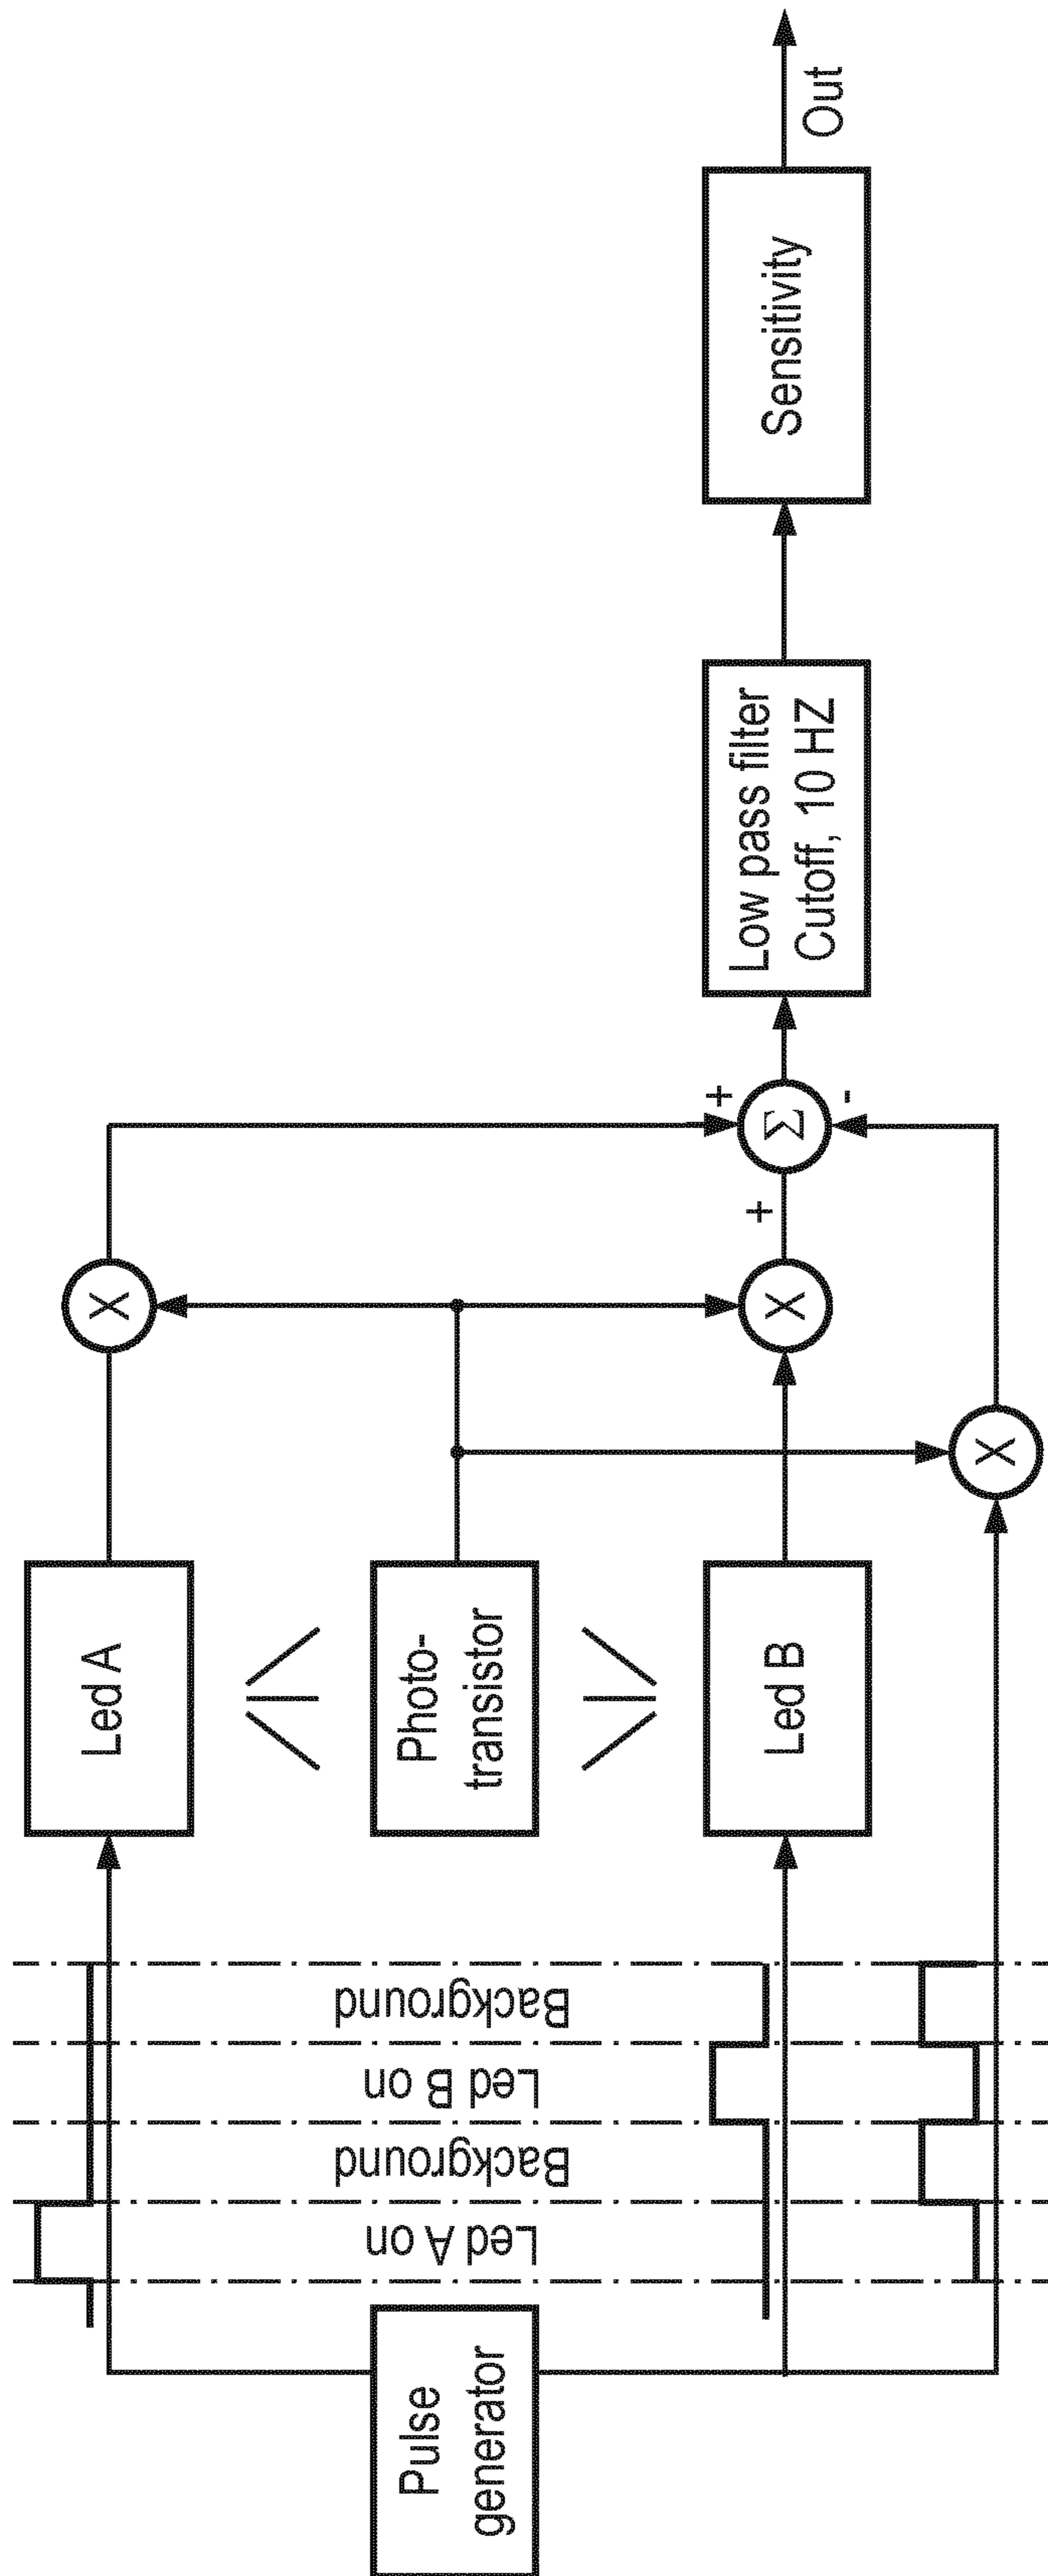 Pulse
generator
Led A on
Background
Led B on
Background
Led A
Photo-
transistor
Led B
X
X
X
+
+
-
Σ
Low pass filter
Cutoff, 10 HZ
Sensitivity
Out